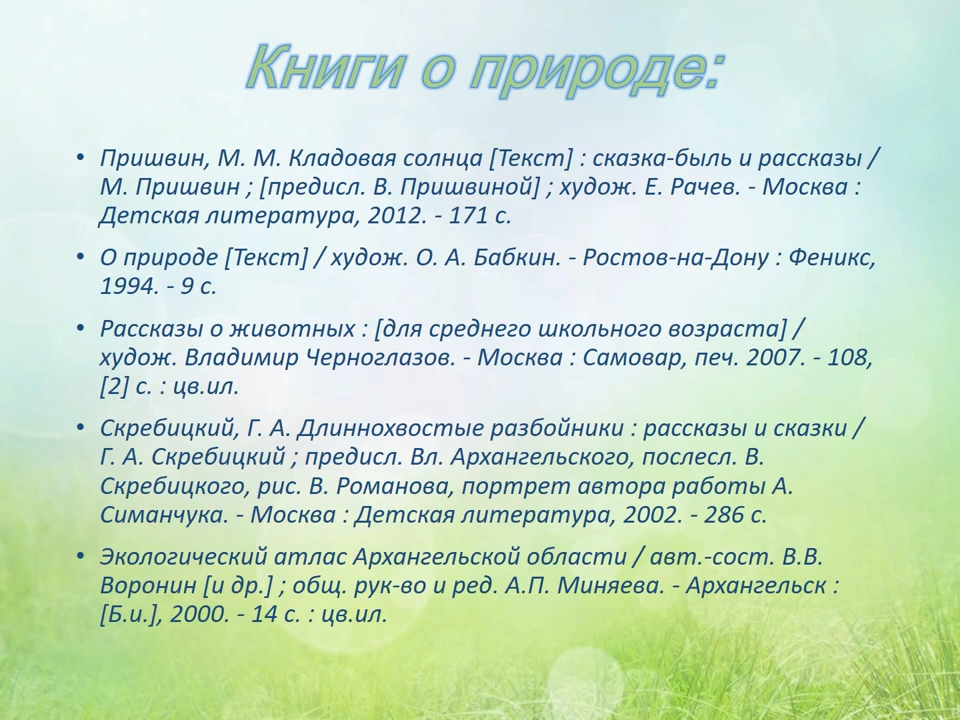 Книги о природе:
• Пришвин, М. М. Кладовая солнца [Текст] : сказка-быль и рассказы /
М. Пришвин ; [предисл. В. Пришвиной] ; худож. Е. Рачев. - Москва :
Детская литература, 2012. - 171 с.
• О природе [Текст] / худож. О. А. Бабкин. - Ростов-на-Дону : Феникс,
1994. - 9 с.
• Рассказы о животных : [для среднего школьного возраста] /
худож. Владимир Черноглазов. - Москва : Самовар, печ. 2007. - 108,
[2] с. : цв.ил.
• Скребицкий, Г. А. Длиннохвостые разбойники : рассказы и сказки /
Г. А. Скребицкий ; предисл. Вл. Архангельского, послесл. В.
Скребицкого, рис. В. Романова, портрет автора работы А.
Симанчука. - Москва : Детская литература, 2002. - 286 с.
• Экологический атлас Архангельской области / авт.-сост. В.В.
Воронин [и др.] ; общ. рук-во и ред. А.П. Миняева. - Архангельск :
[Б.и.], 2000. - 14 с. : цв.ил.